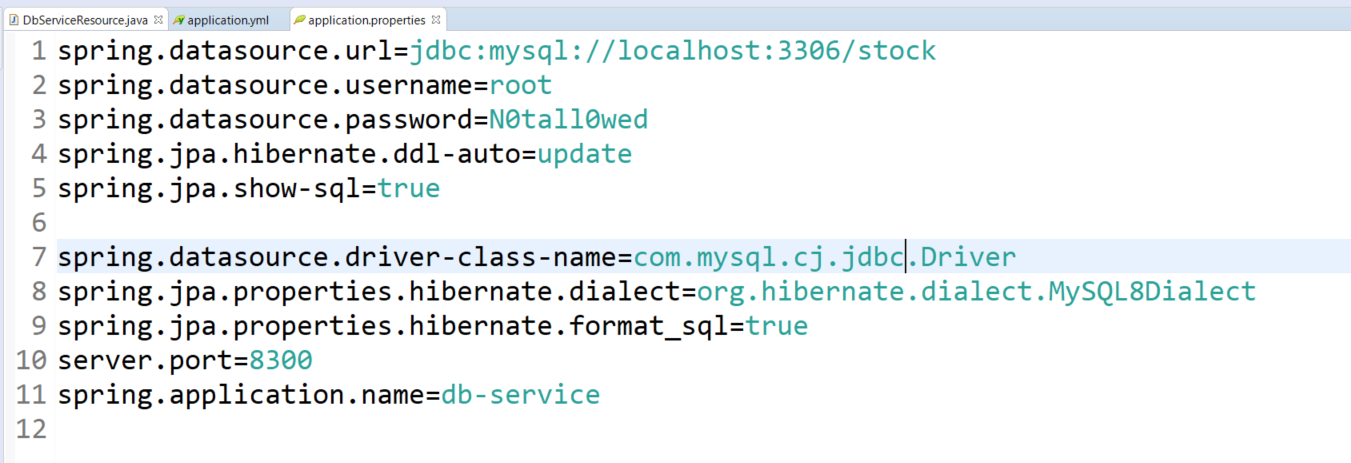 DbServiceResource.java application.yml application.properties
1 spring.datasource.url=jdbc:mysql://localhost:3306/stock
2 spring.datasource.username=root
3 spring.datasource.password=N0tall0wed
4 spring.jpa.hibernate.ddl-auto=update
5 spring.jpa.show-sql=true
6
7 spring.datasource.driver-class-name=com.mysql.cj.jdbc.Driver
8 spring.jpa.properties.hibernate.dialect=org.hibernate.dialect.MySQL8Dialect
9 spring.jpa.properties.hibernate.format_sql=true
10 server.port=8300
11 spring.application.name=db-service
12